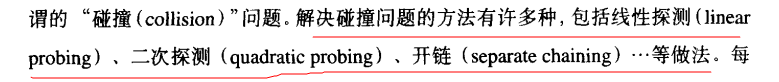 谓的“碰撞(collision)”问题。解决碰撞问题的方法有许多种，包括线性探测(linear
probing)、二次探测(quadratic probing)、开链(separate chaining)…等做法。每